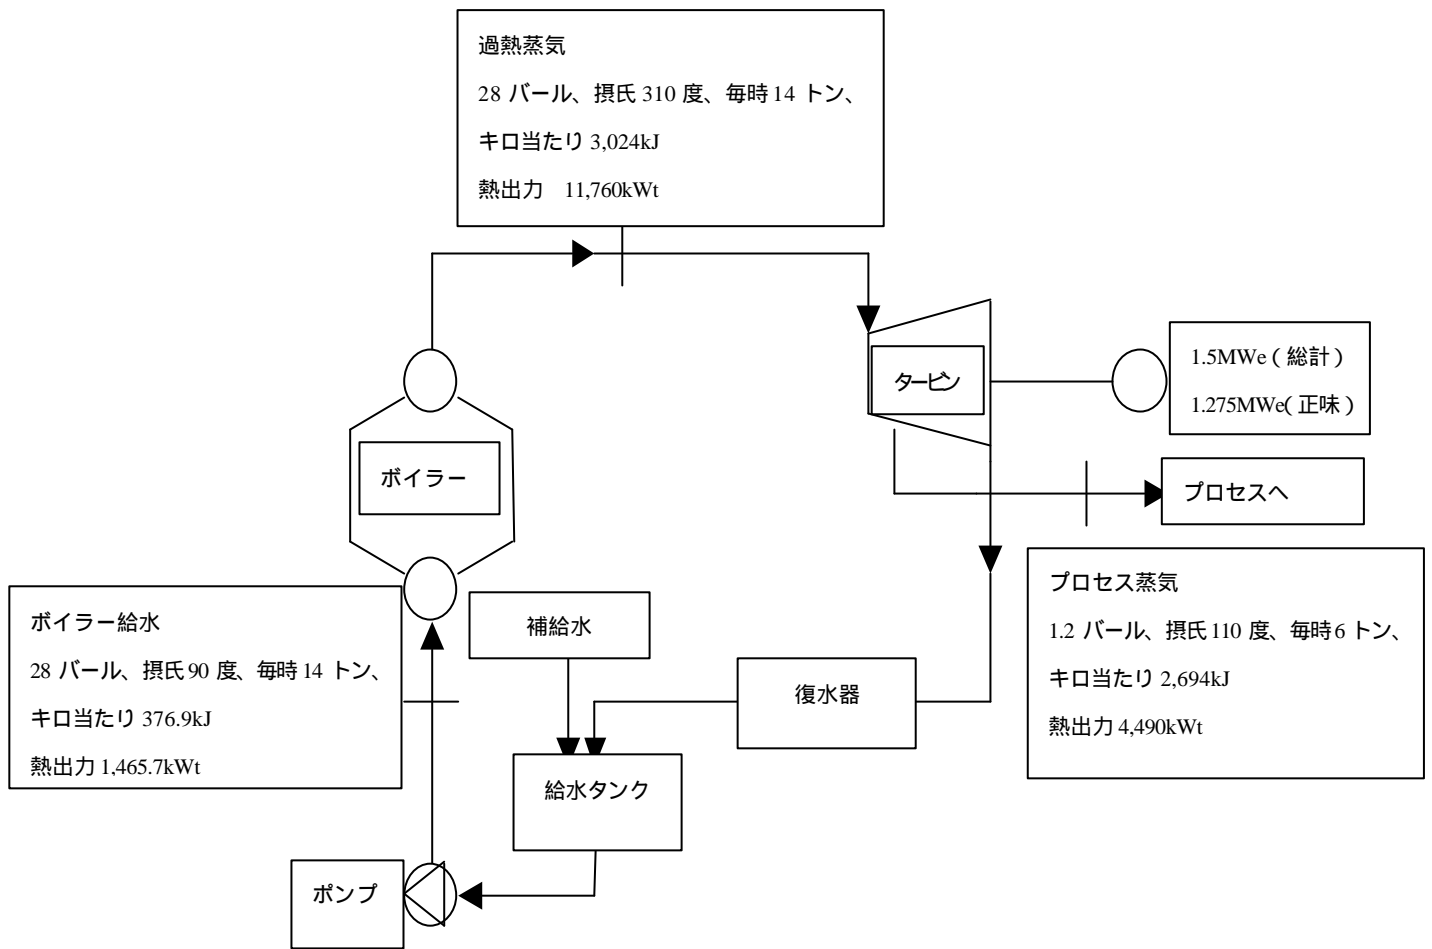 過熱蒸気
28 バール、摂氏 310 度、毎時 14 トン、
キロ当たり 3,024kJ
熱出力　11,760kWt
タービン
1.5MWe ( 総計 )
1.275MWe( 正味 )
ボイラー
プロセスへ
プロセス蒸気
1.2 バール、摂氏 110 度、毎時 6 トン、
キロ当たり 2,694kJ
熱出力 4,490kWt
ボイラー給水
28 バール、摂氏 90 度、毎時 14 トン、
キロ当たり 376.9kJ
熱出力 1,465.7kWt
補給水
復水器
給水タンク
ポンプ